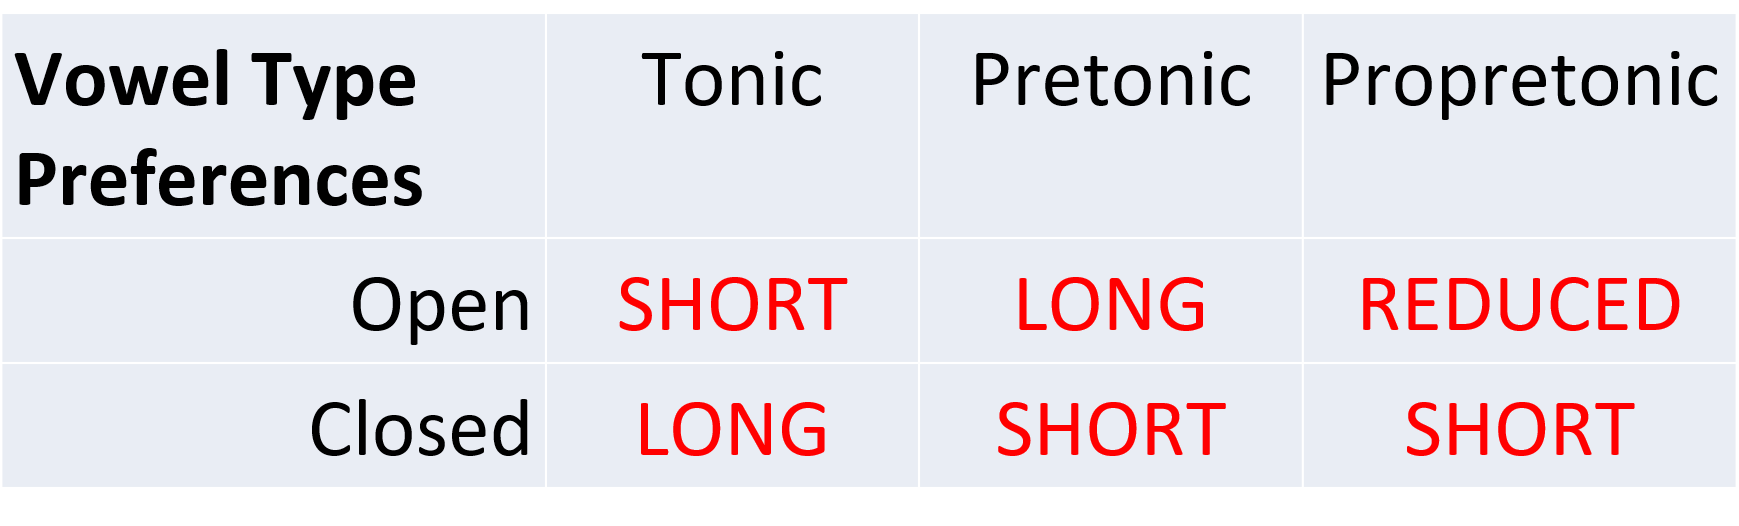 Vowel Type Preferences Tonic Pretonic Propretonic
Open SHORT LONG REDUCED
Closed LONG SHORT SHORT